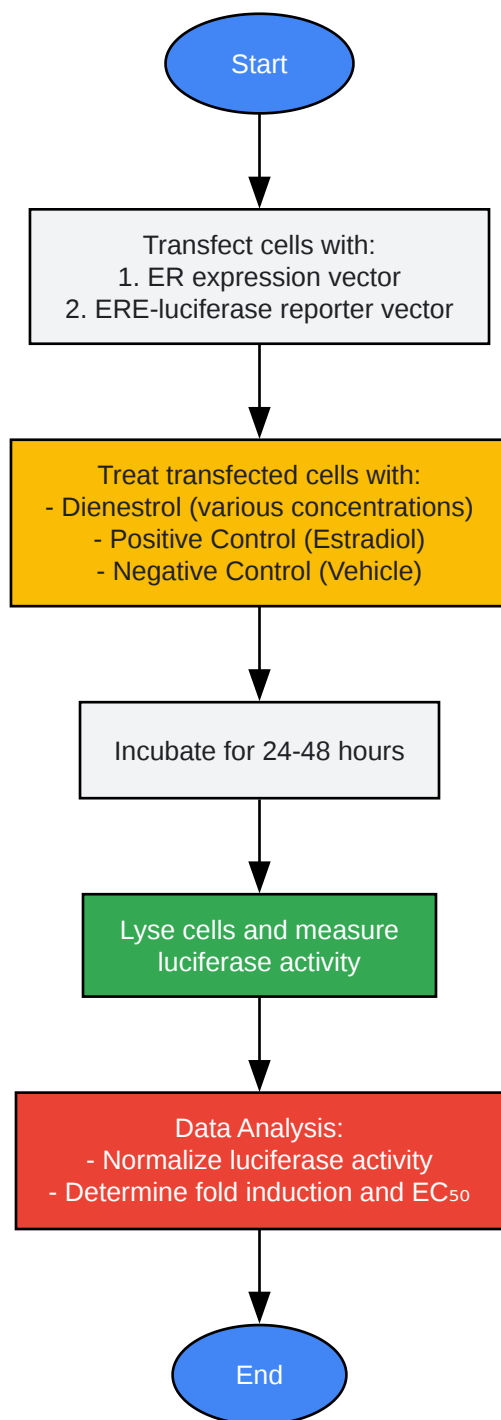 Start
Transfect cells with:
1. ER expression vector
2. ERE-luciferase reporter vector
Treat transfected cells with:
- Dienestrol (various concentrations)
- Positive Control (Estradiol)
- Negative Control (Vehicle)
Incubate for 24-48 hours
Lyse cells and measure
luciferase activity
Data Analysis:
- Normalize luciferase activity
- Determine fold induction and EC₅₀
End